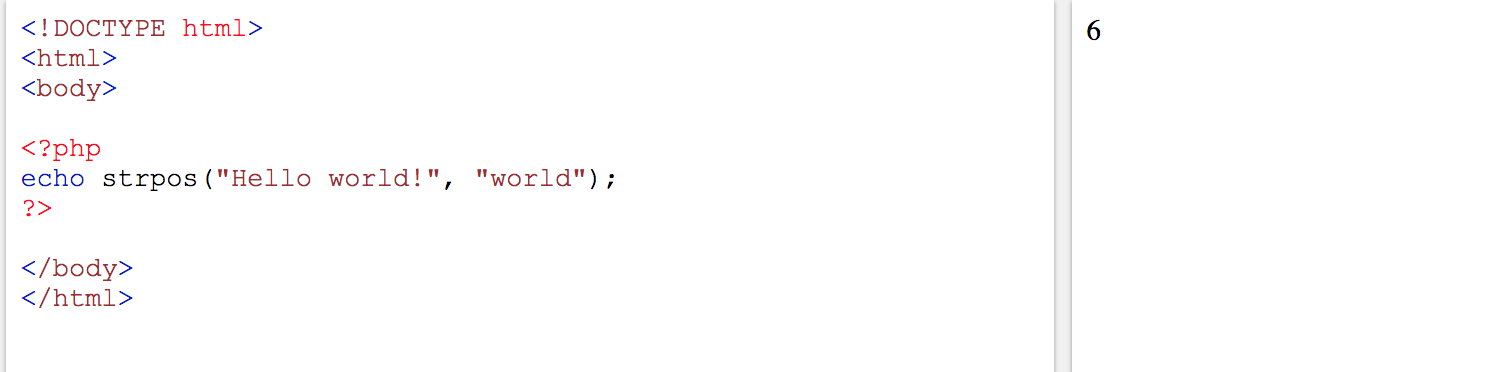 <!DOCTYPE html>
<html>
<body>
<?php
echo strpos("Hello world!", "world");
?>
</body>
</html>
6